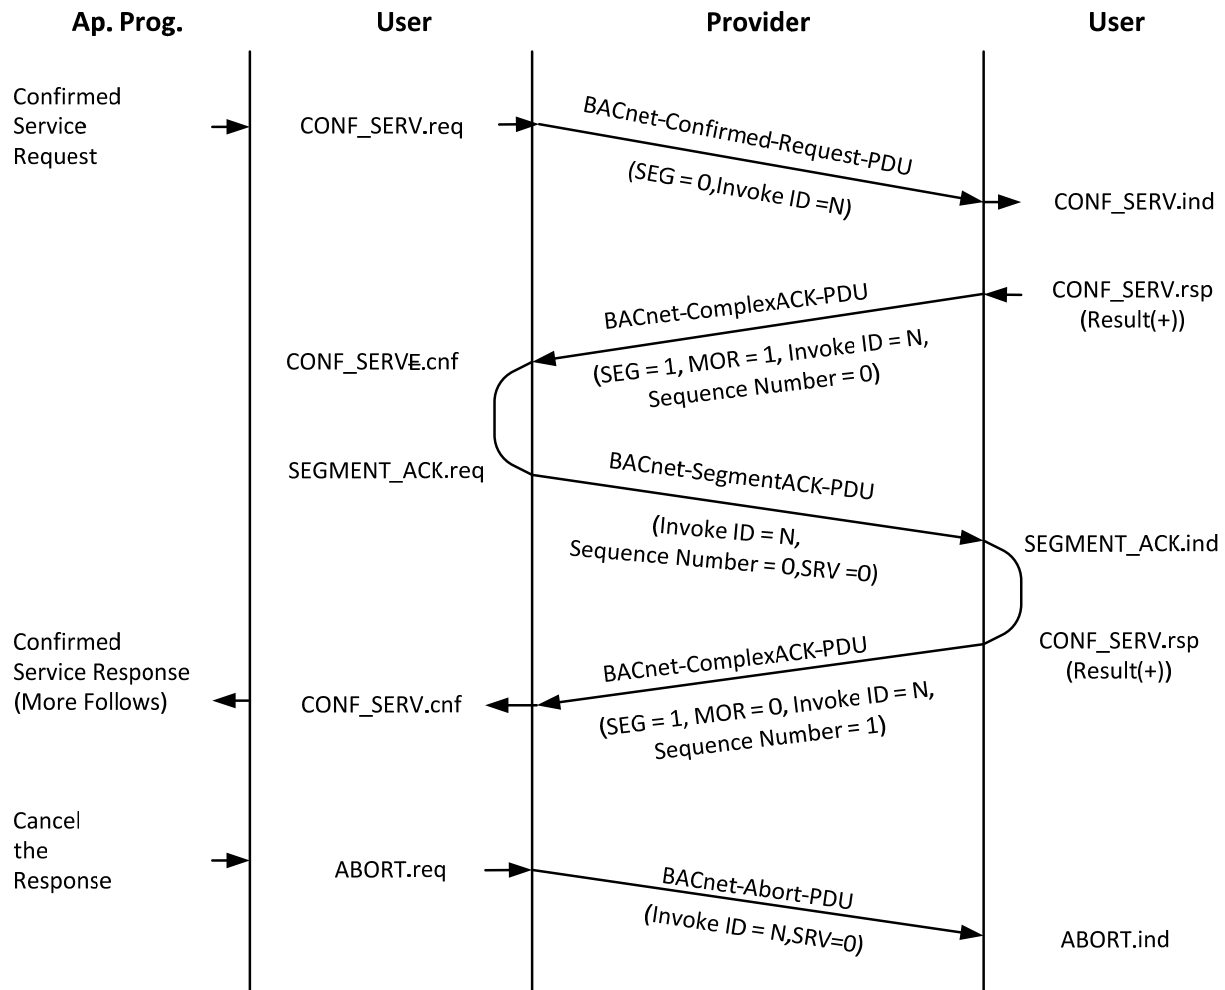 Ap. Prog.
User
Provider
User
Confirmed
Service
Request
CONF_SERV.req
BACnet-Confirmed-Request-PDU
(SEG = 0,Invoke ID =N)
CONF_SERV.ind
BACnet-ComplexACK-PDU
CONF_SERV.rsp
(Result(+))
CONF_SERVE.cnf
(SEG = 1, MOR = 1, Invoke ID = N,
Sequence Number = 0)
SEGMENT_ACK.req
BACnet-SegmentACK-PDU
(Invoke ID = N,
Sequence Number = 0,SRV =0)
SEGMENT_ACK.ind
Confirmed
Service Response
(More Follows)
CONF_SERV.cnf
BACnet-ComplexACK-PDU
(SEG = 1, MOR = 0, Invoke ID = N,
Sequence Number = 1)
CONF_SERV.rsp
(Result(+))
Cancel
the
Response
ABORT.req
BACnet-Abort-PDU
(Invoke ID = N,SRV=0)
ABORT.ind